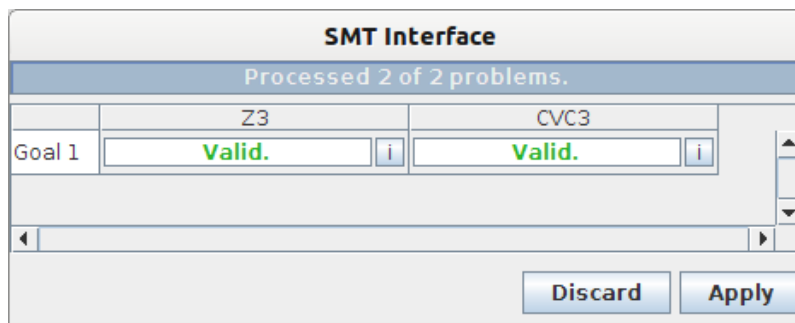 SMT Interface
Processed 2 of 2 problems.
Z3 CVC3
Goal 1 Valid. i Valid. i
Discard Apply